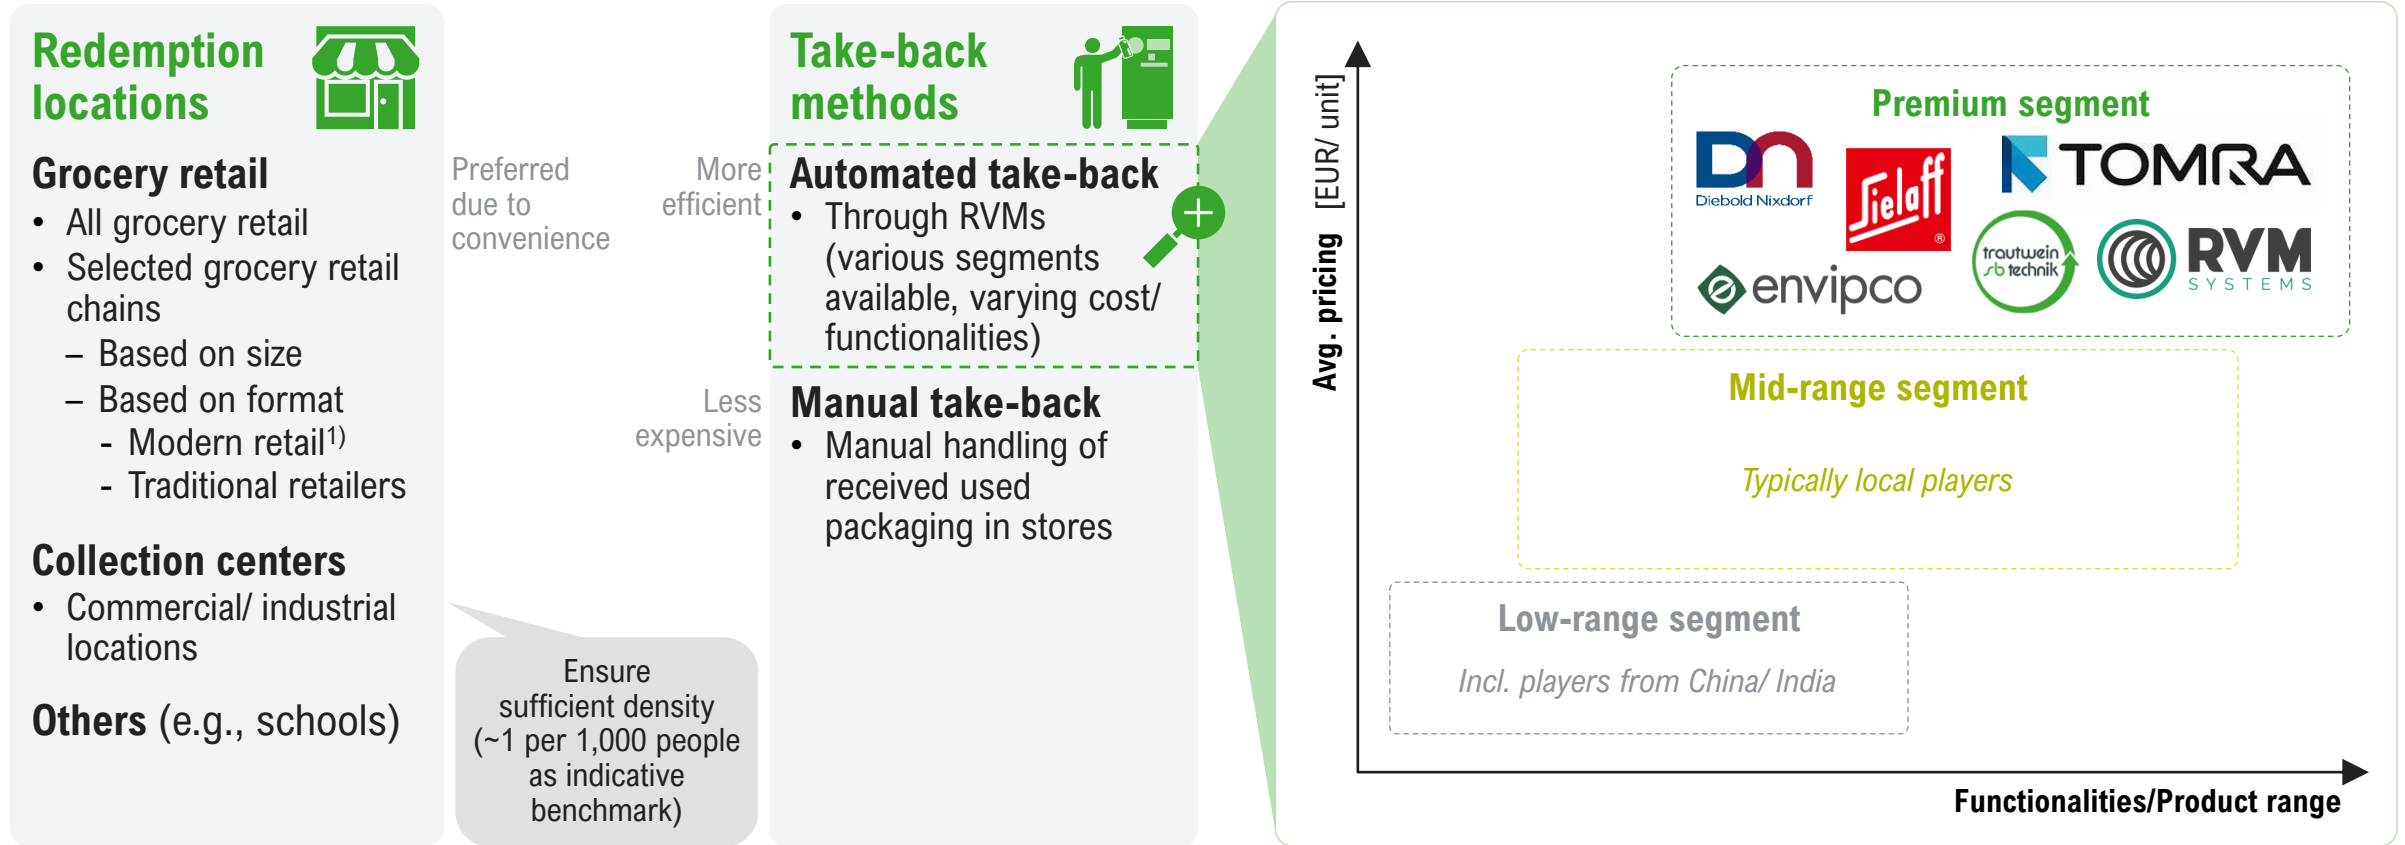 Redemption
locations
Grocery retail
• All grocery retail
• Selected grocery retail
chains
– Based on size
– Based on format
- Modern retail1)
- Traditional retailers
Collection centers
• Commercial/ industrial
locations
Others (e.g., schools)
Preferred
due to
convenience
Ensure
sufficient density
(~1 per 1,000 people
as indicative
benchmark)
More
efficient
Less
expensive
Take-back
methods
Automated take-back
• Through RVMs
(various segments
available, varying cost/
functionalities)
Manual take-back
• Manual handling of
received used
packaging in stores
Avg. pricing [EUR/ unit]
Premium segment
DN
Diebold Nixdorf
Sielaff
®
TOMRA
envipco
trautwein
sb technik
RVM
SYSTEMS
Mid-range segment
Typically local players
Low-range segment
Incl. players from China/ India
Functionalities/Product range